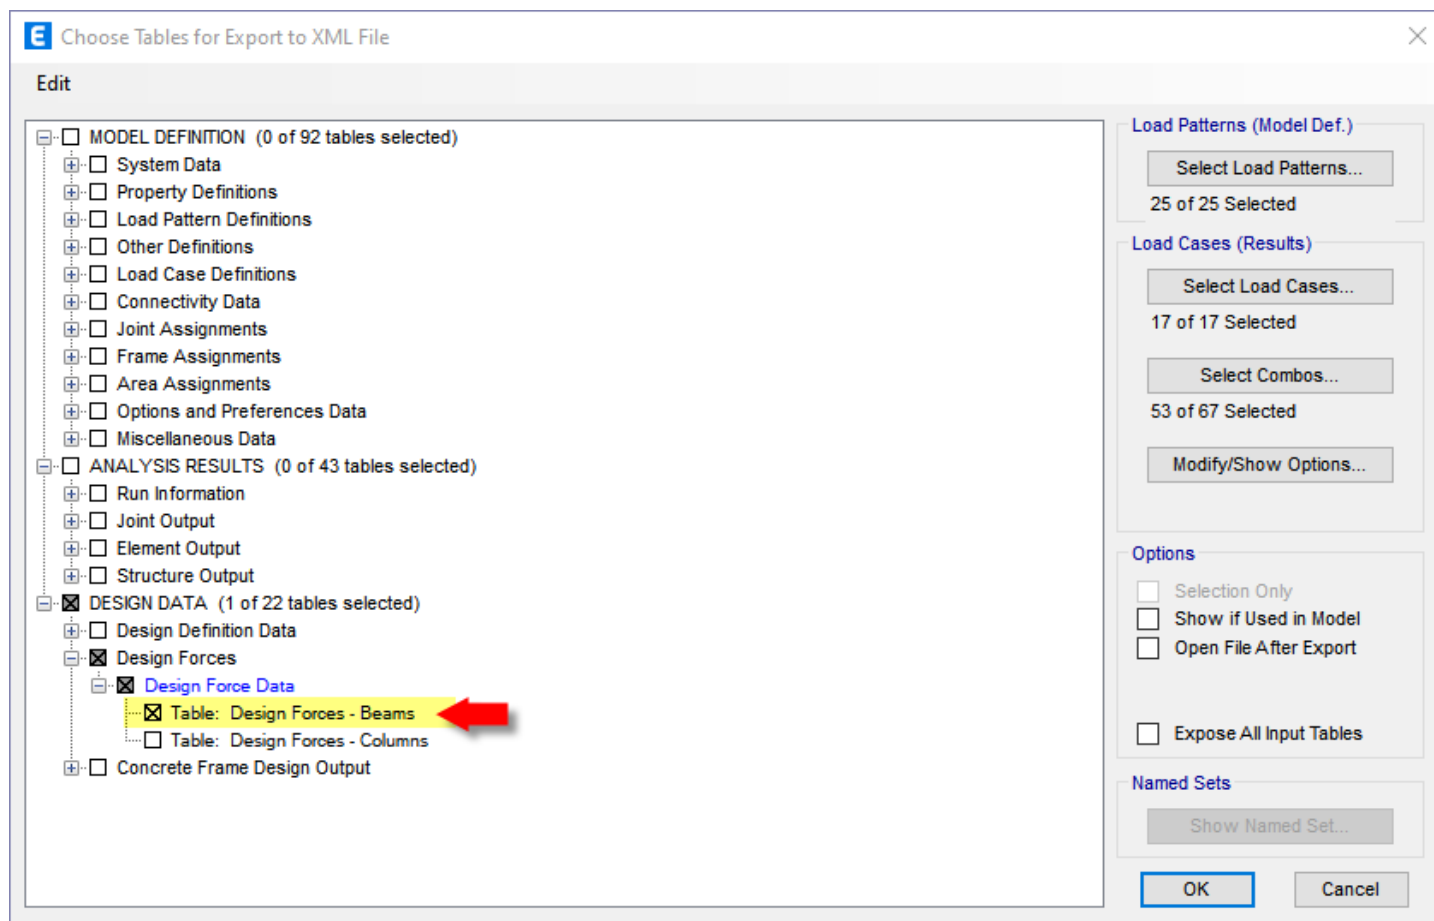 E Choose Tables for Export to XML File
Edit
MODEL DEFINITION (0 of 92 tables selected)
System Data
Property Definitions
Load Pattern Definitions
Other Definitions
Load Case Definitions
Connectivity Data
Joint Assignments
Frame Assignments
Area Assignments
Options and Preferences Data
Miscellaneous Data
ANALYSIS RESULTS (0 of 43 tables selected)
Run Information
Joint Output
Element Output
Structure Output
DESIGN DATA (1 of 22 tables selected)
Design Definition Data
Design Forces
Design Force Data
Table: Design Forces - Beams
Table: Design Forces - Columns
Concrete Frame Design Output
Load Patterns (Model Def.)
Select Load Patterns...
25 of 25 Selected
Load Cases (Results)
Select Load Cases...
17 of 17 Selected
Select Combos...
53 of 67 Selected
Modify/Show Options...
Options
Selection Only
Show if Used in Model
Open File After Export
Expose All Input Tables
Named Sets
Show Named Set...
OK Cancel